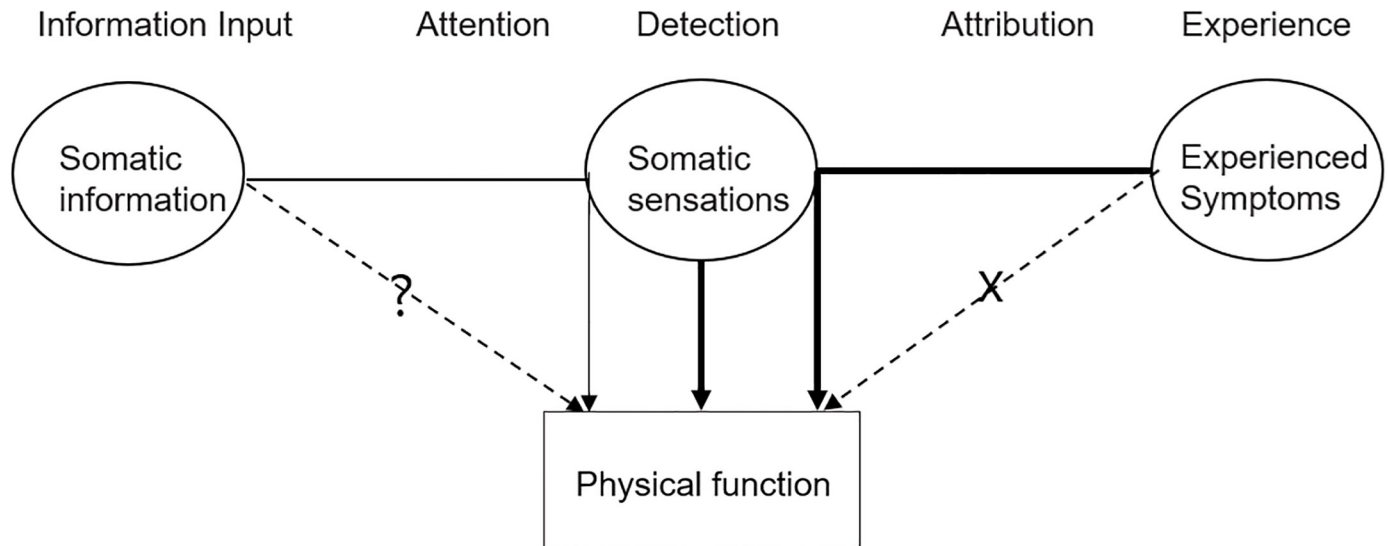 Information Input Attention Detection Attribution Experience
Somatic
information
Somatic
sensations
Experienced
Symptoms
?
X
Physical function